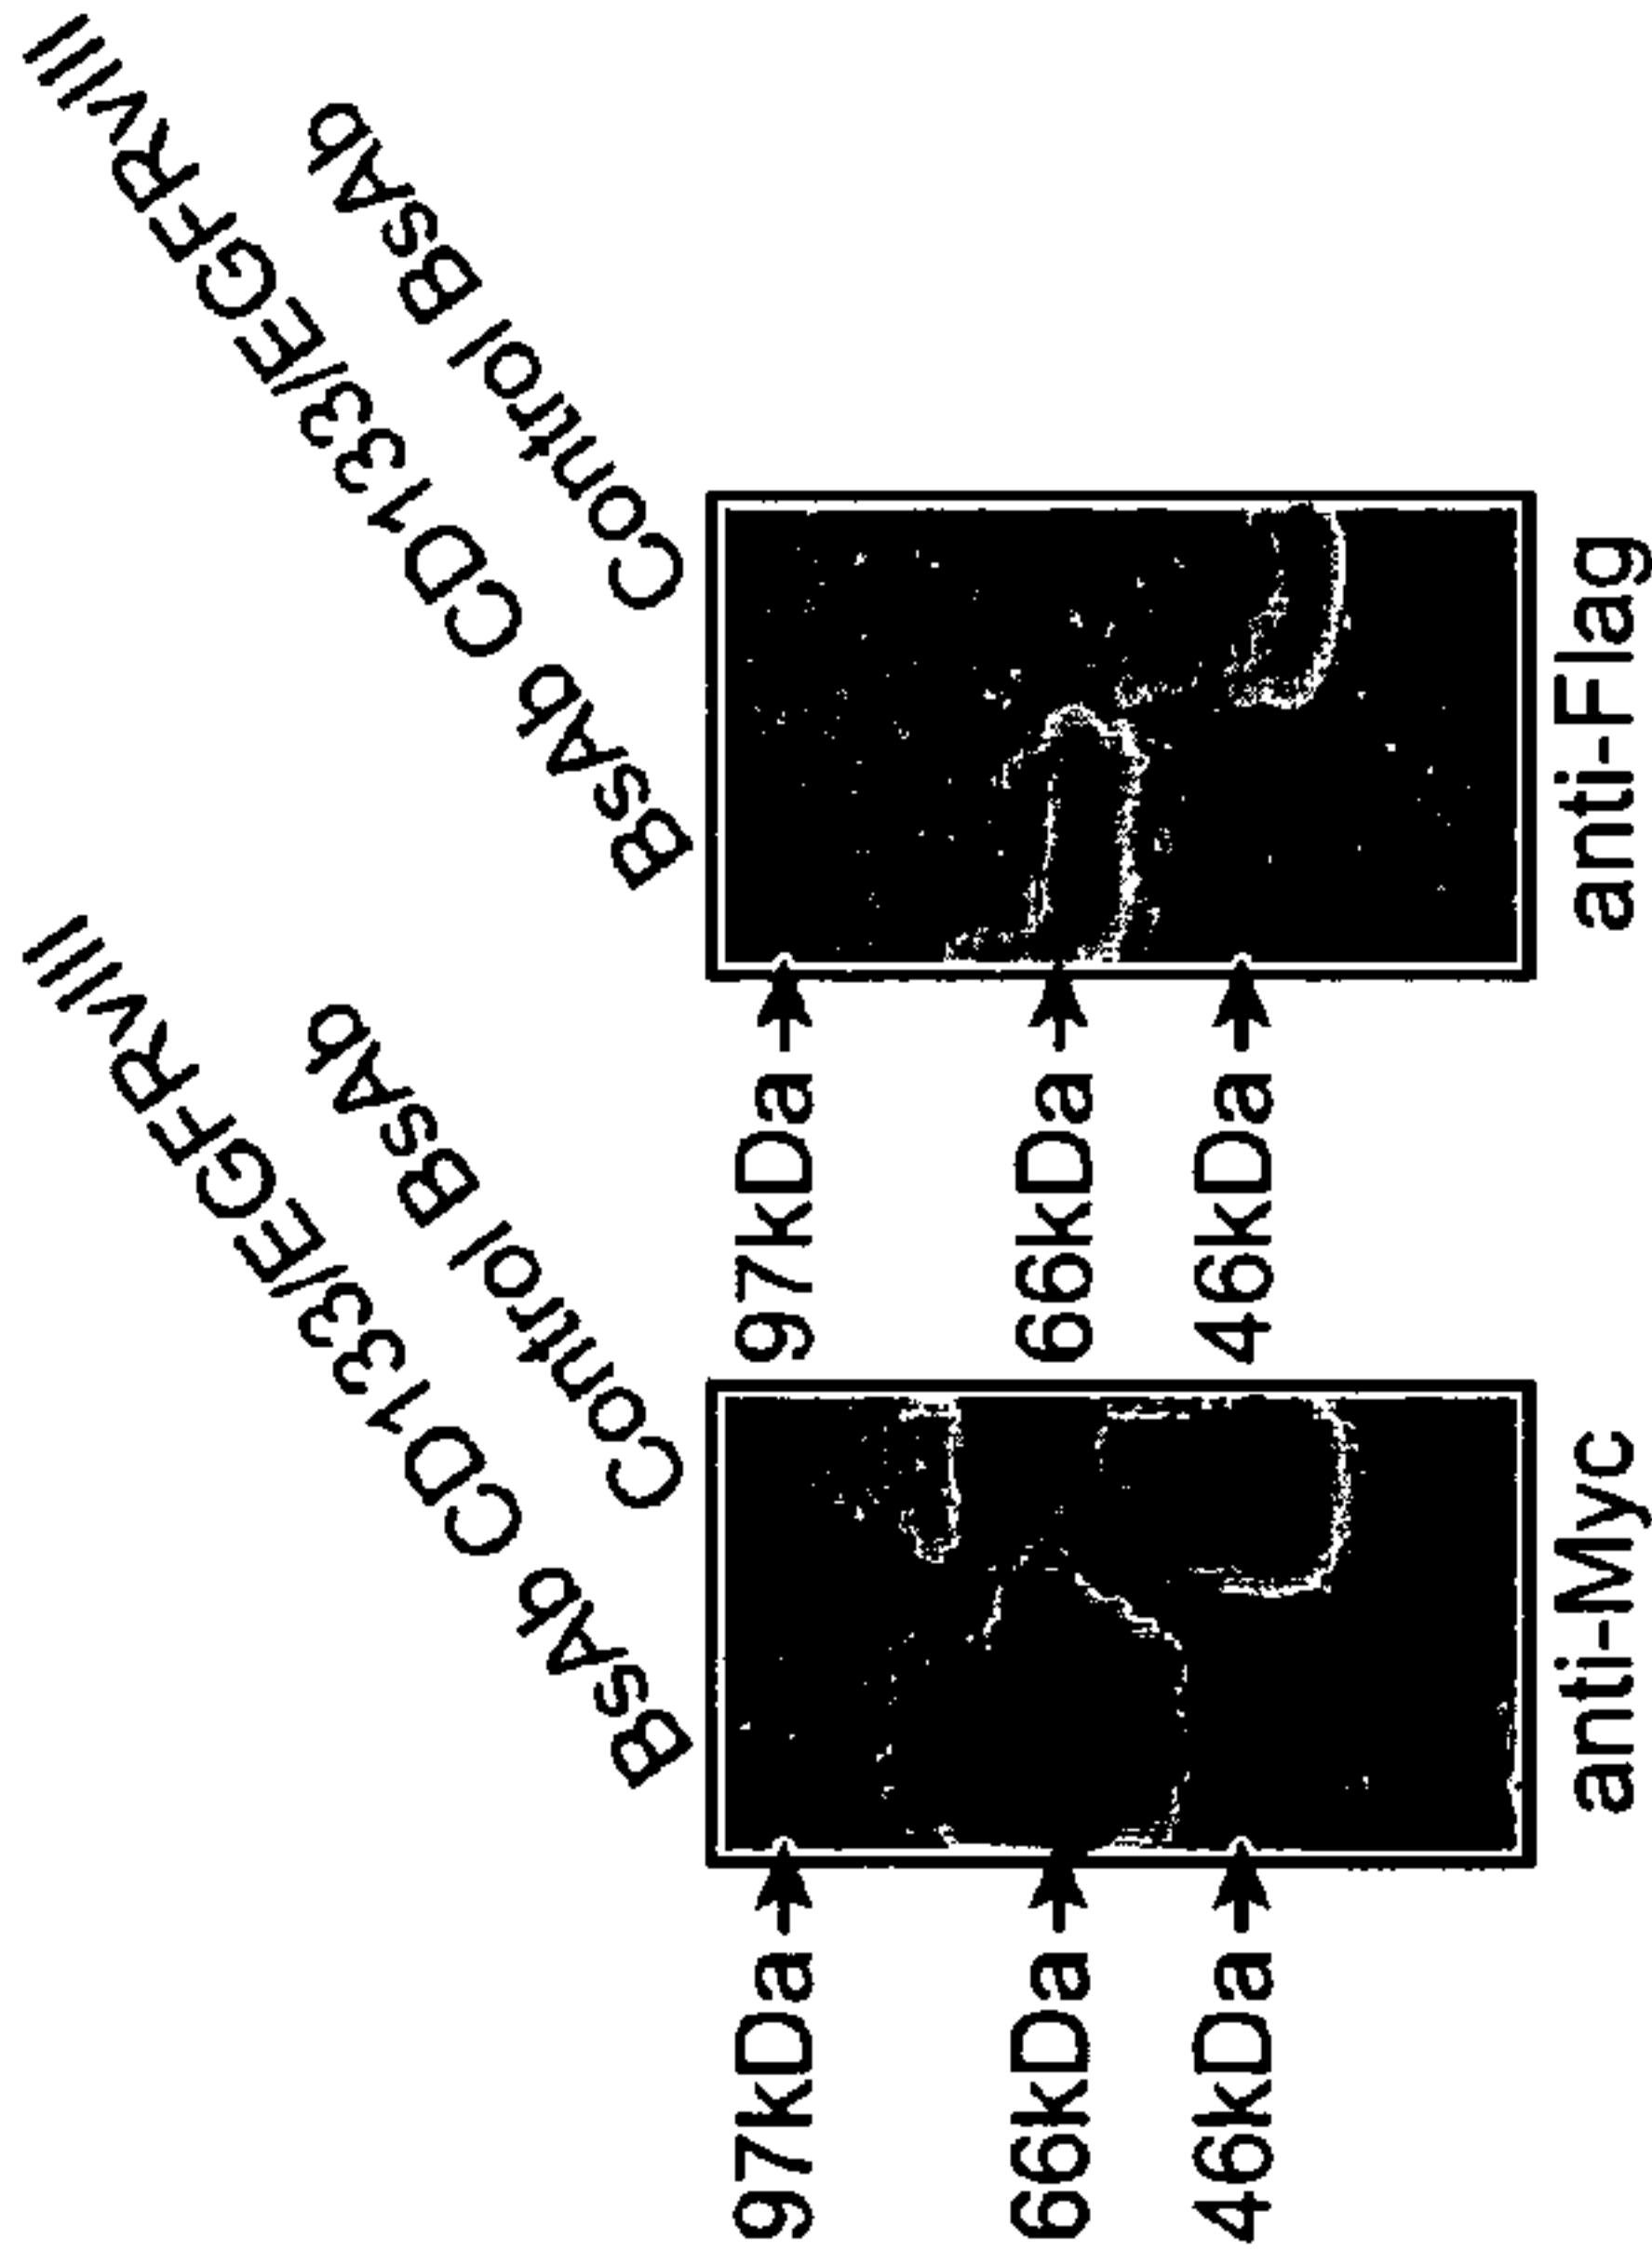 BsAb CD133/EGFRvIII
Control BsAb
97kDa
66kDa
46kDa
anti-Myc
BsAb CD133/EGFRvIII
Control BsAb
97kDa
66kDa
46kDa
anti-Flag